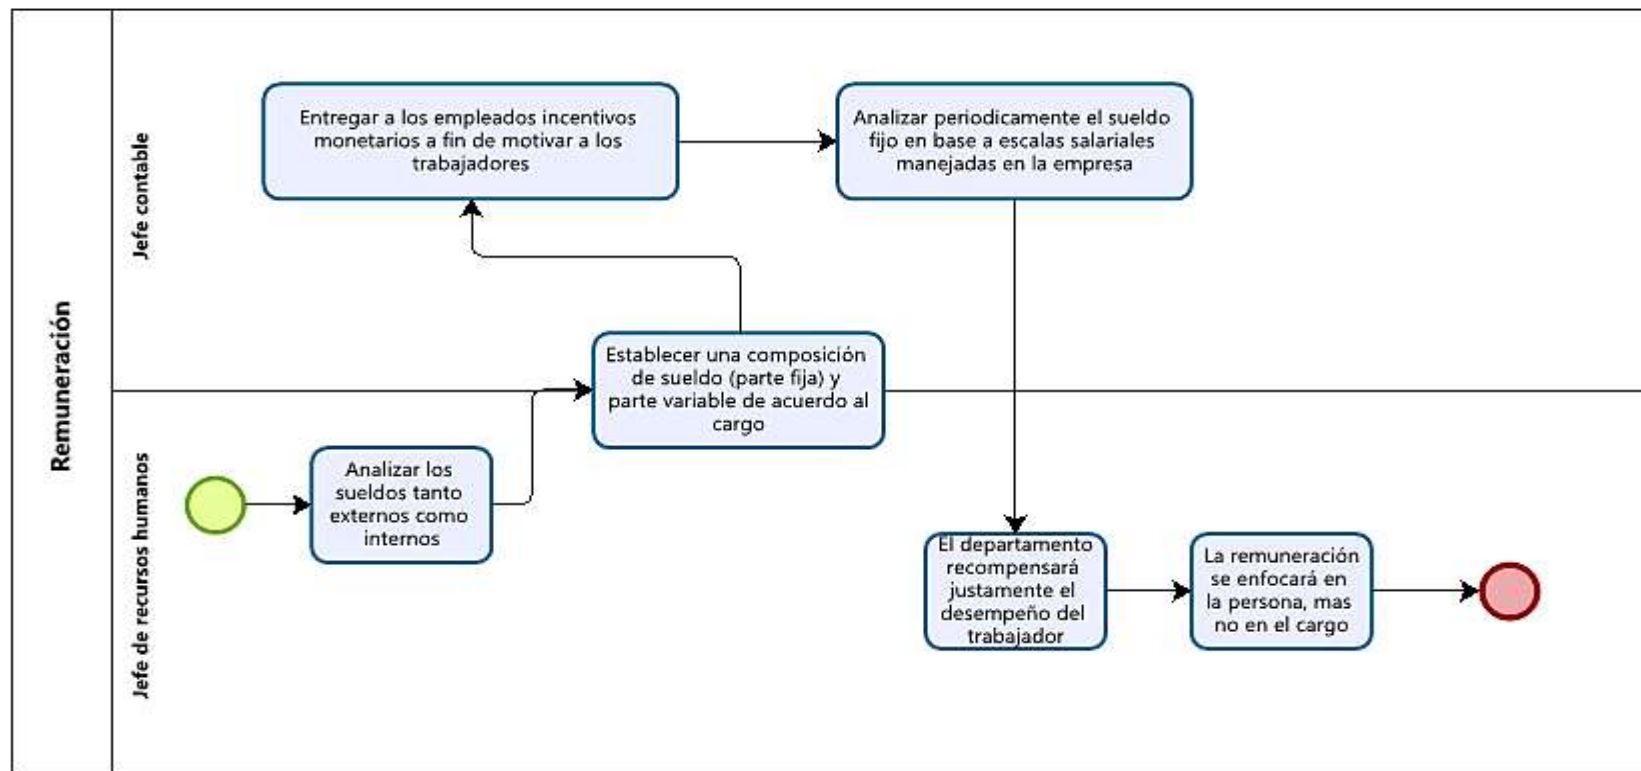 Remuneración
Jefe contable
Entregar a los empleados incentivos
monetarios a fin de motivar a los
trabajadores
Analizar periodicamente el sueldo
fijo en base a escalas salariales
manejadas en la empresa
Establecer una composición
de sueldo (parte fija) y
parte variable de acuerdo al
cargo
Jefe de recursos humanos
Analizar los
sueldos tanto
externos como
internos
El departamento
recompensará
justamente el
desempeño del
trabajador
La remuneración
se enfocará en
la persona, mas
no en el cargo